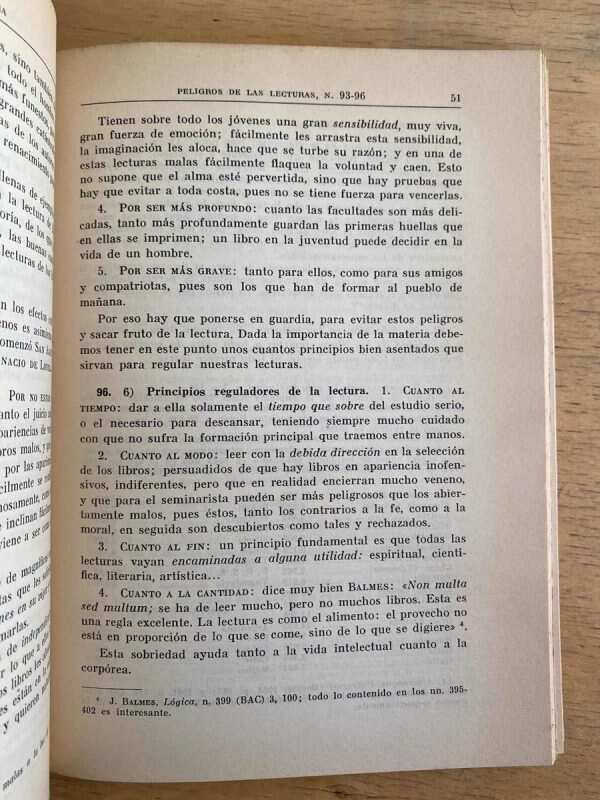 PELIGROS DE LAS LECTURAS, N. 93-96 51
Tienen sobre todo los jóvenes una gran sensibilidad, muy viva,
gran fuerza de emoción; fácilmente les arrastra esta sensibilidad,
la imaginación les aloca, hace que se turbe su razón; y en una de
estas lecturas malas fácilmente flaquea la voluntad y caen. Esto
no supone que el alma esté pervertida, sino que hay pruebas que
hay que evitar a toda costa, pues no se tiene fuerza para vencerlas.
4. POR SER MÁS PROFUNDO: cuanto las facultades son más deli-
cadas, tanto más profundamente guardan las primeras huellas que
en ellas se imprimen; un libro en la juventud puede decidir en la
vida de un hombre.
5. POR SER MÁS GRAVE: tanto para ellos, como para sus amigos
y compatriotas, pues son los que han de formar al pueblo de
mañana.
Por eso hay que ponerse en guardia, para evitar estos peligros
y sacar fruto de la lectura. Dada la importancia de la materia debe-
mos tener en este punto unos cuantos principios bien asentados que
sirvan para regular nuestras lecturas.
96. 6) Principios reguladores de la lectura. 1. CUANTO AL
TIEMPO: dar a ella solamente el tiempo que sobre del estudio serio,
o el necesario para descansar, teniendo siempre mucho cuidado
con que no sufra la formación principal que traemos entre manos.
2. CUANTO AL MODO: leer con la debida dirección en la selección
de los libros; persuadidos de que hay libros en apariencia inofen-
sivos, indiferentes, pero que en realidad encierran mucho veneno,
y que para el seminarista pueden ser más peligrosos que los abier-
tamente malos, pues éstos, tanto los contrarios a la fe, como a la
moral, en seguida son descubiertos como tales y rechazados.
3. CUANTO AL FIN: un principio fundamental es que todas las
lecturas vayan encaminadas a alguna utilidad: espiritual, cientí-
fica, literaria, artística...
4. CUANTO A LA CANTIDAD: dice muy bien BALMES: «Non multa
sed multum; se ha de leer mucho, pero no muchos libros. Esta es
una regla excelente. La lectura es como el alimento: el provecho no
está en proporción de lo que se come, sino de lo que se digiere» 4.
Esta sobriedad ayuda tanto a la vida intelectual cuanto a la
corpórea.
4 J. BALMES, Lógica, n. 399 (BAC) 3, 100; todo lo contenido en los nn. 395-
402 es interesante.